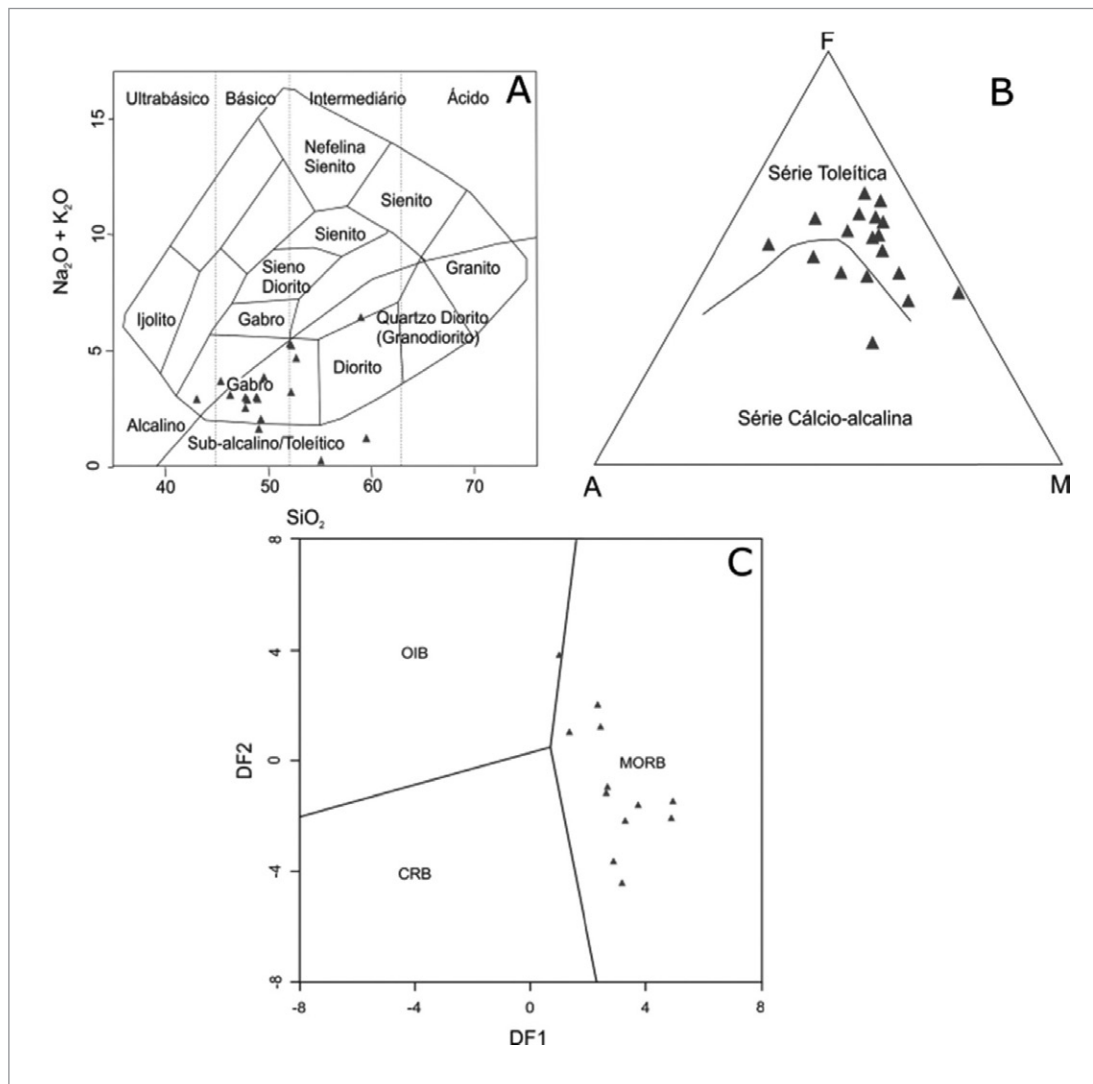 A
Ultrabásico Básico Intermediário Ácido
15
10
5
0
Na₂O + K₂O
Nefelina
Sienito
Sienito
Sienito
Sieno
Diorito
Granito
Ijolito
Gabro
Quartzo Diorito
(Granodiorito)
Diorito
Gabro
Alcalino
Sub-alcalino/Toleítico
40 50 60 70
SiO₂
B
F
Série Toleítica
Série Cálcio-alcalina
A
M
C
8
4
0
-4
-8
DF2
OIB
MORB
CRB
-8 -4 0 4 8
DF1